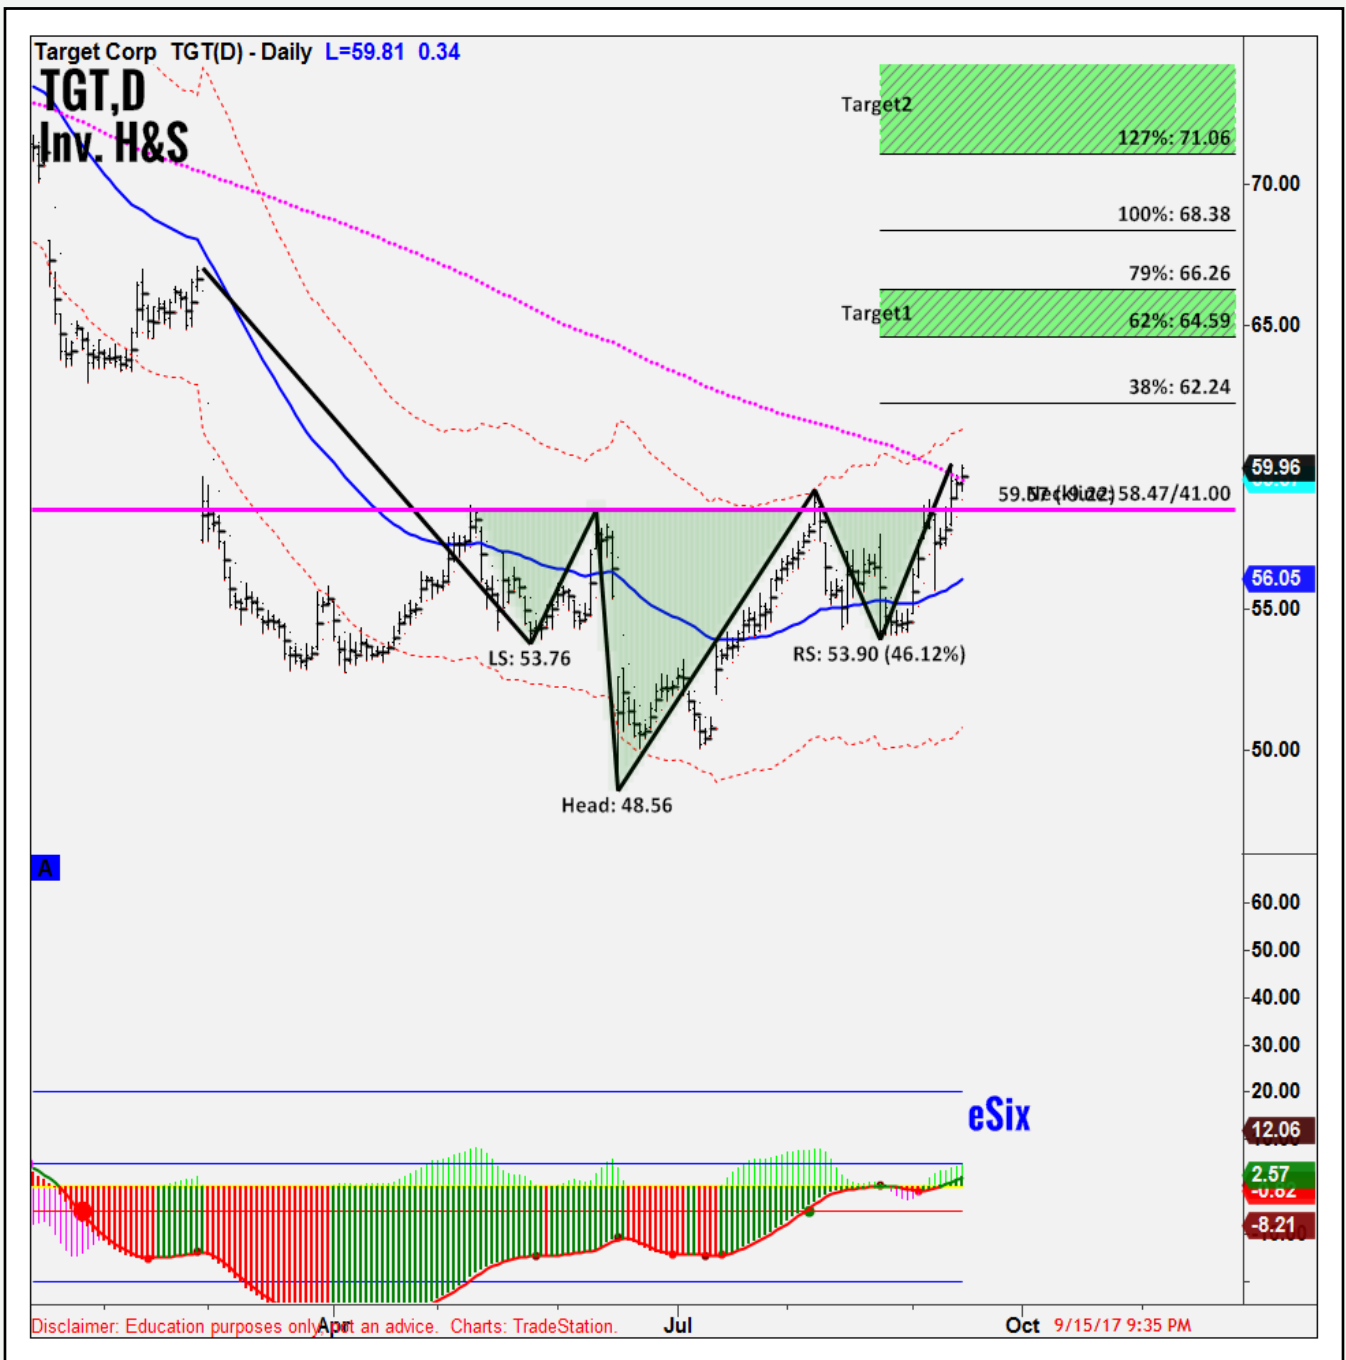 Target Corp TGT(D) - Daily L=59.81 0.34
TGT,D
Inv. H&S
Target2
127%: 71.06
70.00
100%: 68.38
79%: 66.26
Target1
62%: 64.59
65.00
38%: 62.24
59.96
Neckline: 58.47/41.00
56.05
55.00
LS: 53.76
RS: 53.90 (46.12%)
50.00
Head: 48.56
A
60.00
50.00
40.00
30.00
20.00
eSix
12.06
2.57
-0.82
-8.21
Apr
Jul
Oct
Disclaimer: Education purposes only, not an advice. Charts: TradeStation.
9/15/17 9:35 PM